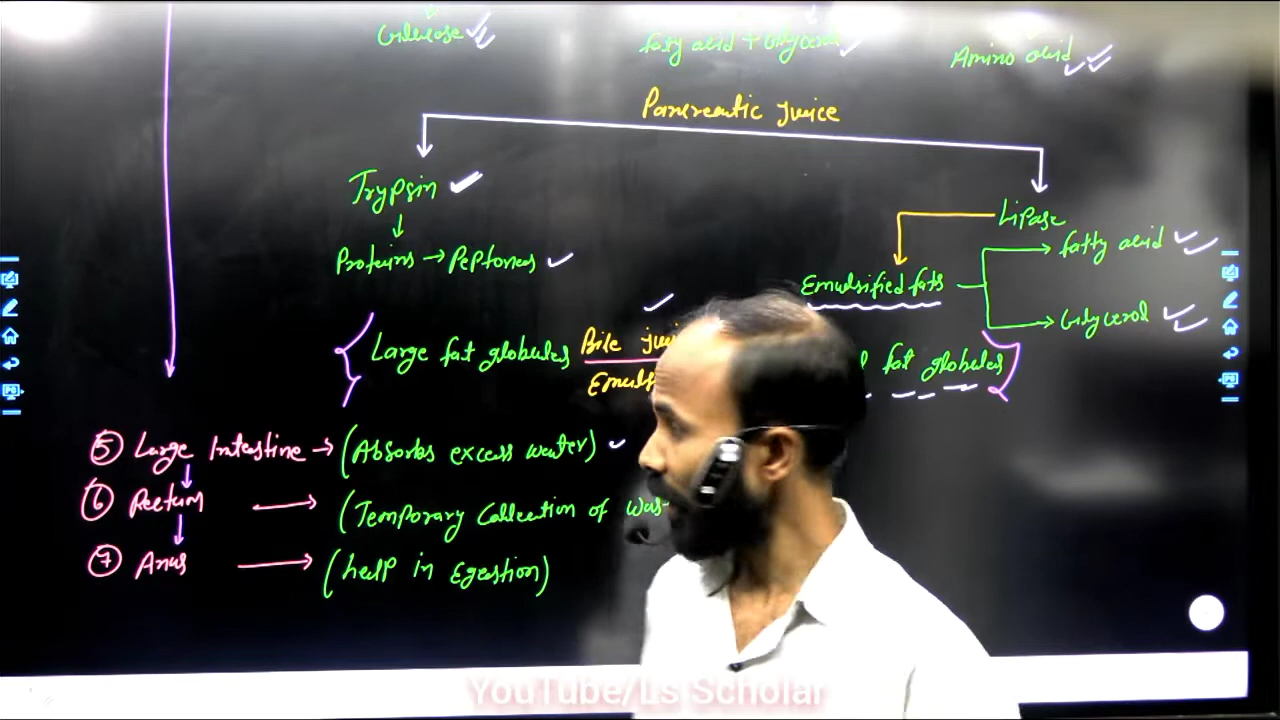 Glucose
fatty acid + Glycerol
Amino acid
Pancreatic juice
Trypsin
Lipase
fatty acid
Proteins → Peptones
Emulsified fats
Glycerol
Large fat globules
Bile
Emuls
fat globules
5 Large Intestine → (Absorbs excess water)
6 Rectum → (Temporary Collection of Was
7 Anus → (help in Egestion)
YouTube/Ls Scholar